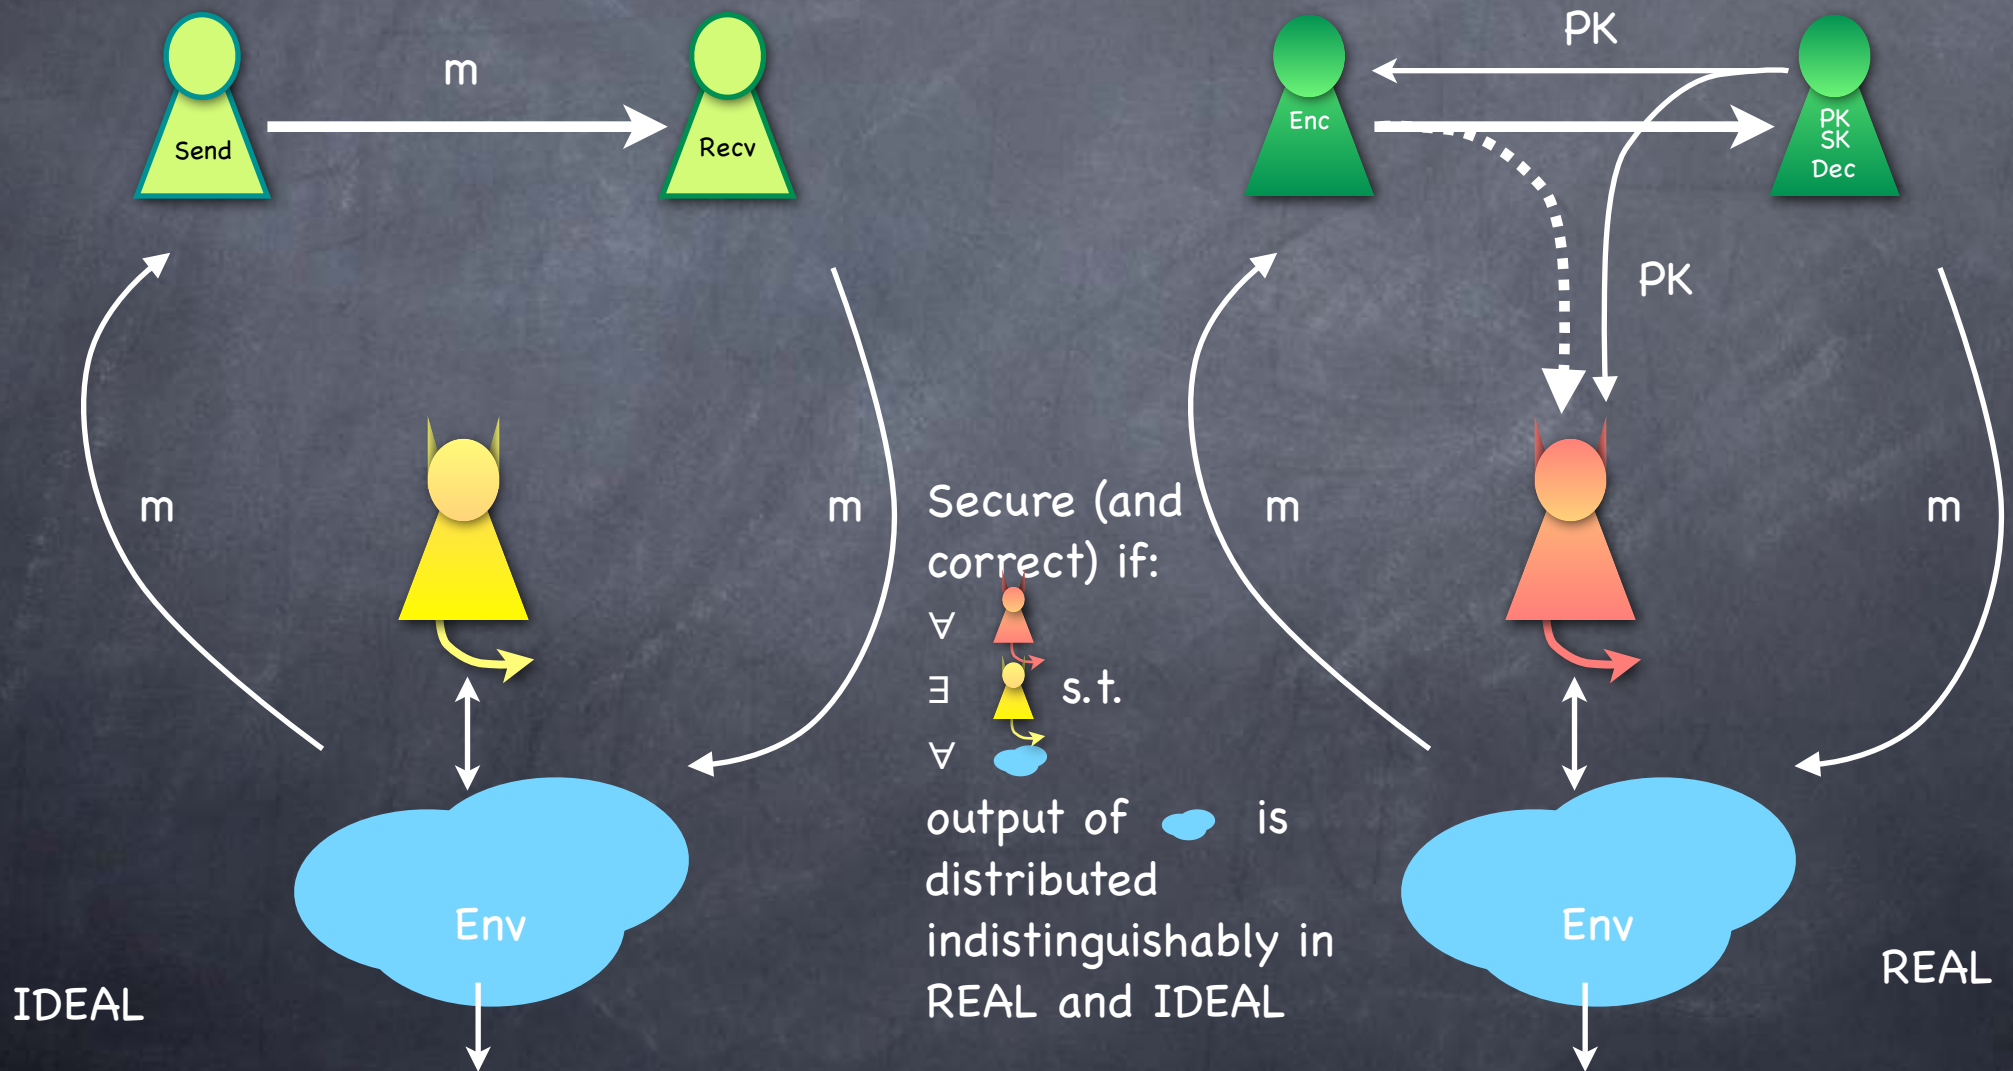 m
Send
Recv
m
m
IDEAL
Env
Secure (and
correct) if:
∀
∃ s.t.
∀
output of is
distributed
indistinguishably in
REAL and IDEAL
PK
Enc
PK
SK
Dec
PK
m
m
Env
REAL